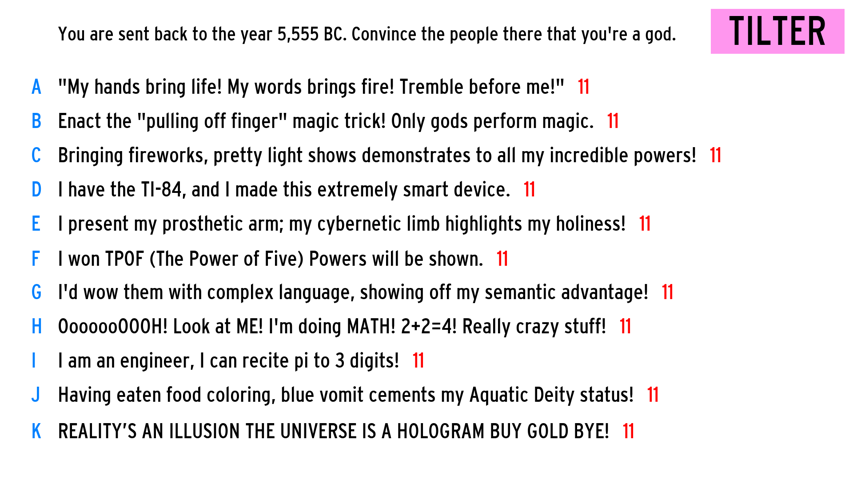 You are sent back to the year 5,555 BC. Convince the people there that you're a god.
TILTER
A "My hands bring life! My words brings fire! Tremble before me!" 11
B Enact the "pulling off finger" magic trick! Only gods perform magic. 11
C Bringing fireworks, pretty light shows demonstrates to all my incredible powers! 11
D I have the TI-84, and I made this extremely smart device. 11
E I present my prosthetic arm; my cybernetic limb highlights my holiness! 11
F I won TPOF (The Power of Five) Powers will be shown. 11
G I'd wow them with complex language, showing off my semantic advantage! 11
H OoooooOOOH! Look at ME! I'm doing MATH! 2+2=4! Really crazy stuff! 11
I I am an engineer, I can recite pi to 3 digits! 11
J Having eaten food coloring, blue vomit cements my Aquatic Deity status! 11
K REALITY’S AN ILLUSION THE UNIVERSE IS A HOLOGRAM BUY GOLD BYE! 11